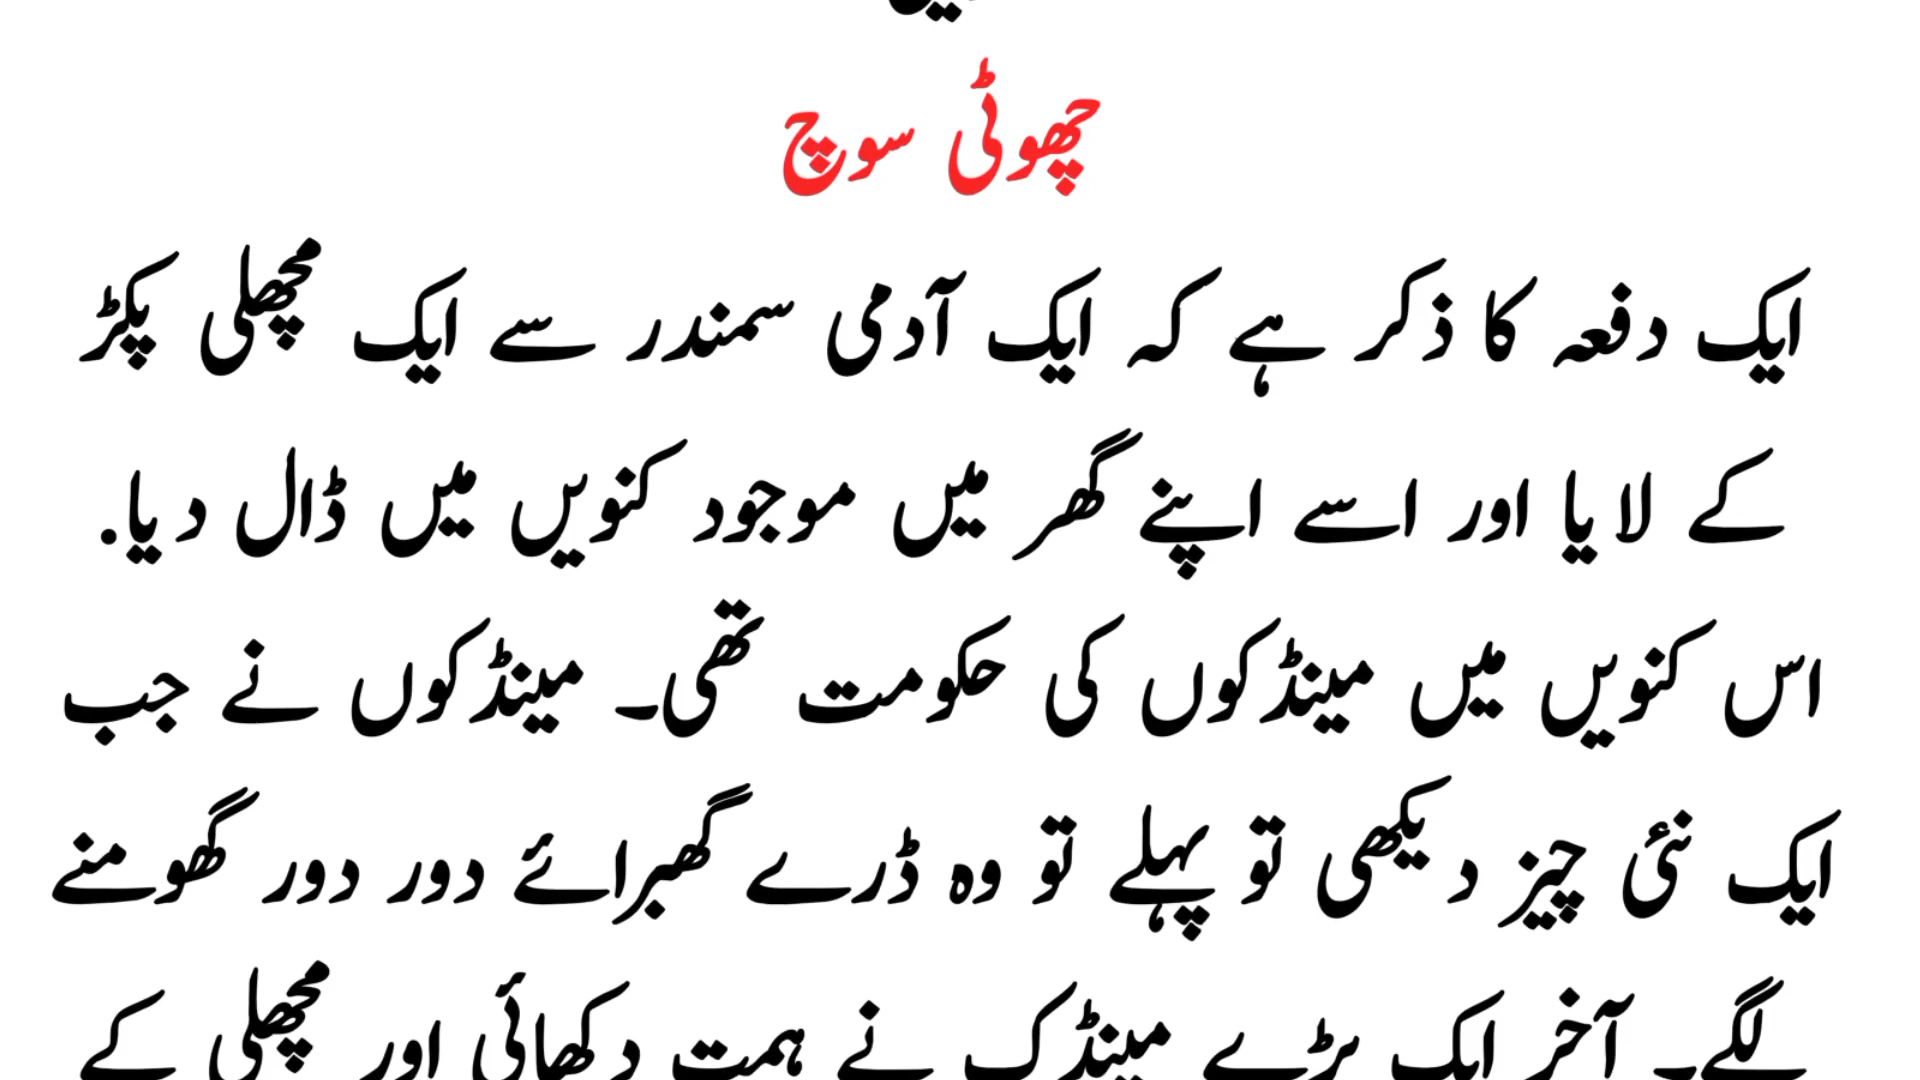 چھوٹی سوچ
ایک دفعہ کا ذکر ہے کہ ایک آدمی سمندر سے ایک مچھلی پکڑ
کے لایا اور اسے اپنے گھر میں موجود کنویں میں ڈال دیا.
اس کنویں میں مینڈکوں کی حکومت تھی۔ مینڈکوں نے جب
ایک نئی چیز دیکھی تو پہلے تو وہ ڈرے گھبرائے دور دور گھومنے
لگے۔ آخر ایک بڑے مینڈک نے ہمت دکھائی اور مچھلی کے